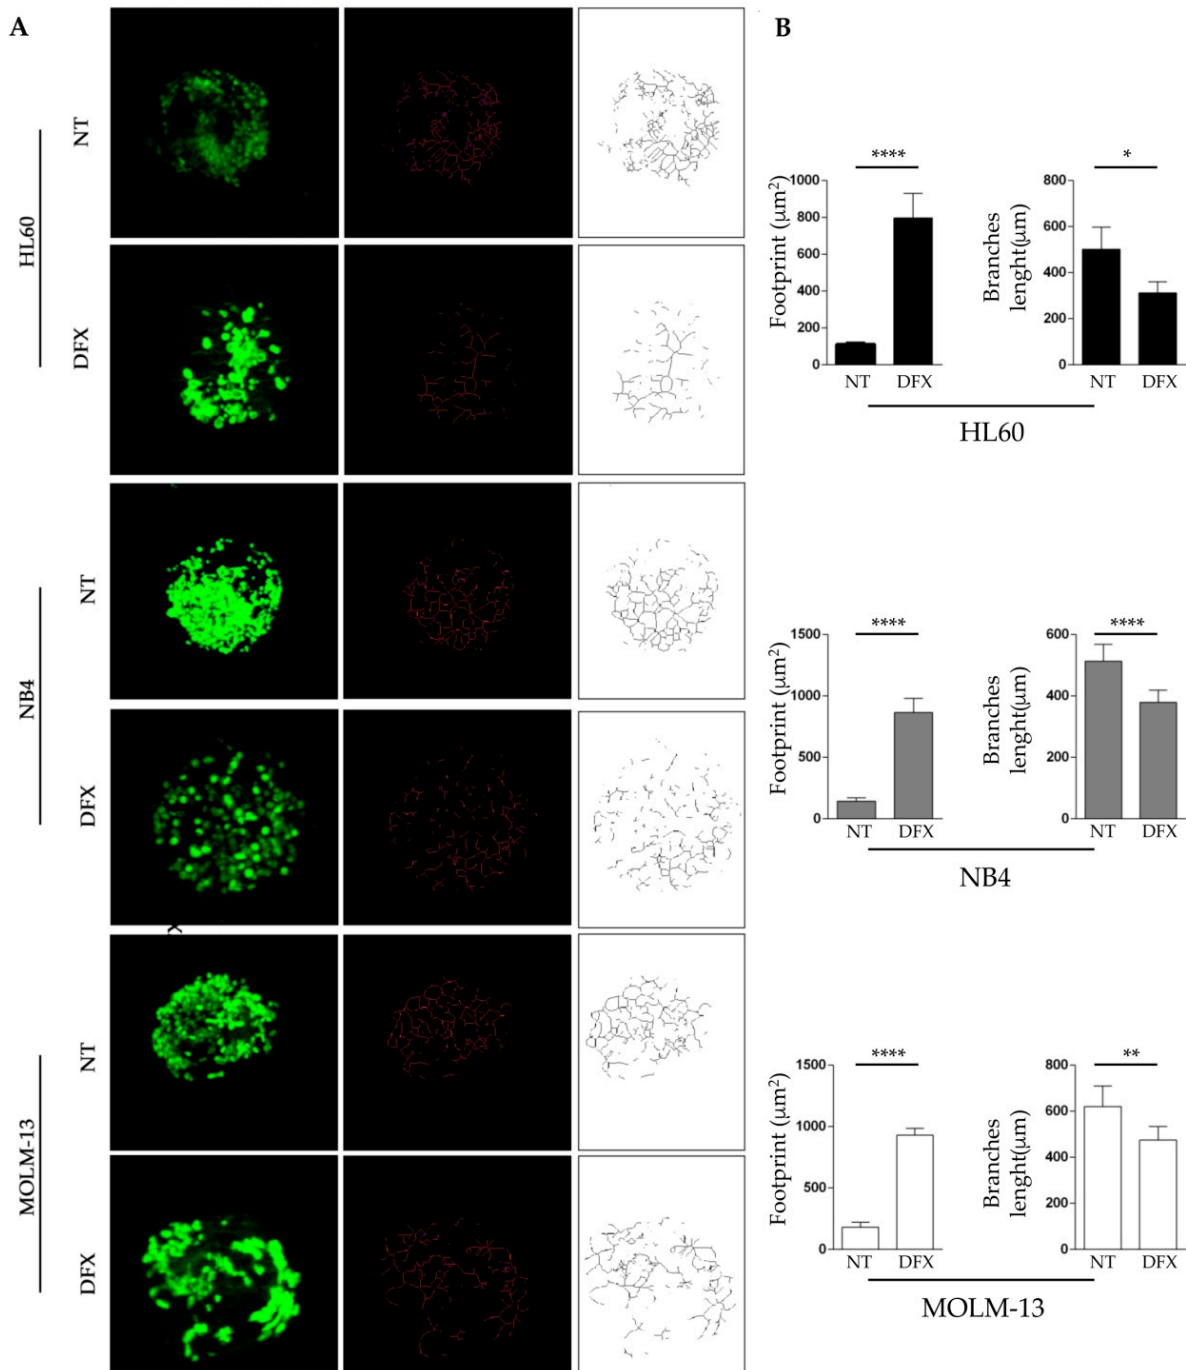 A
B
HL60
NT
DFX
NB4
NT
DFX
MOLM-13
NT
DFX
X
Footprint (μm²)
1000
800
600
400
200
0
****
NT DFX
Branches
lenght(μm)
800
600
400
200
0
*
NT DFX
HL60
Footprint (μm²)
1500
1000
500
0
****
NT DFX
Branches
lenght(μm)
600
400
200
0
****
NT DFX
NB4
Footprint (μm²)
1500
1000
500
0
****
NT DFX
Branches
lenght(μm)
800
600
400
200
0
**
NT DFX
MOLM-13